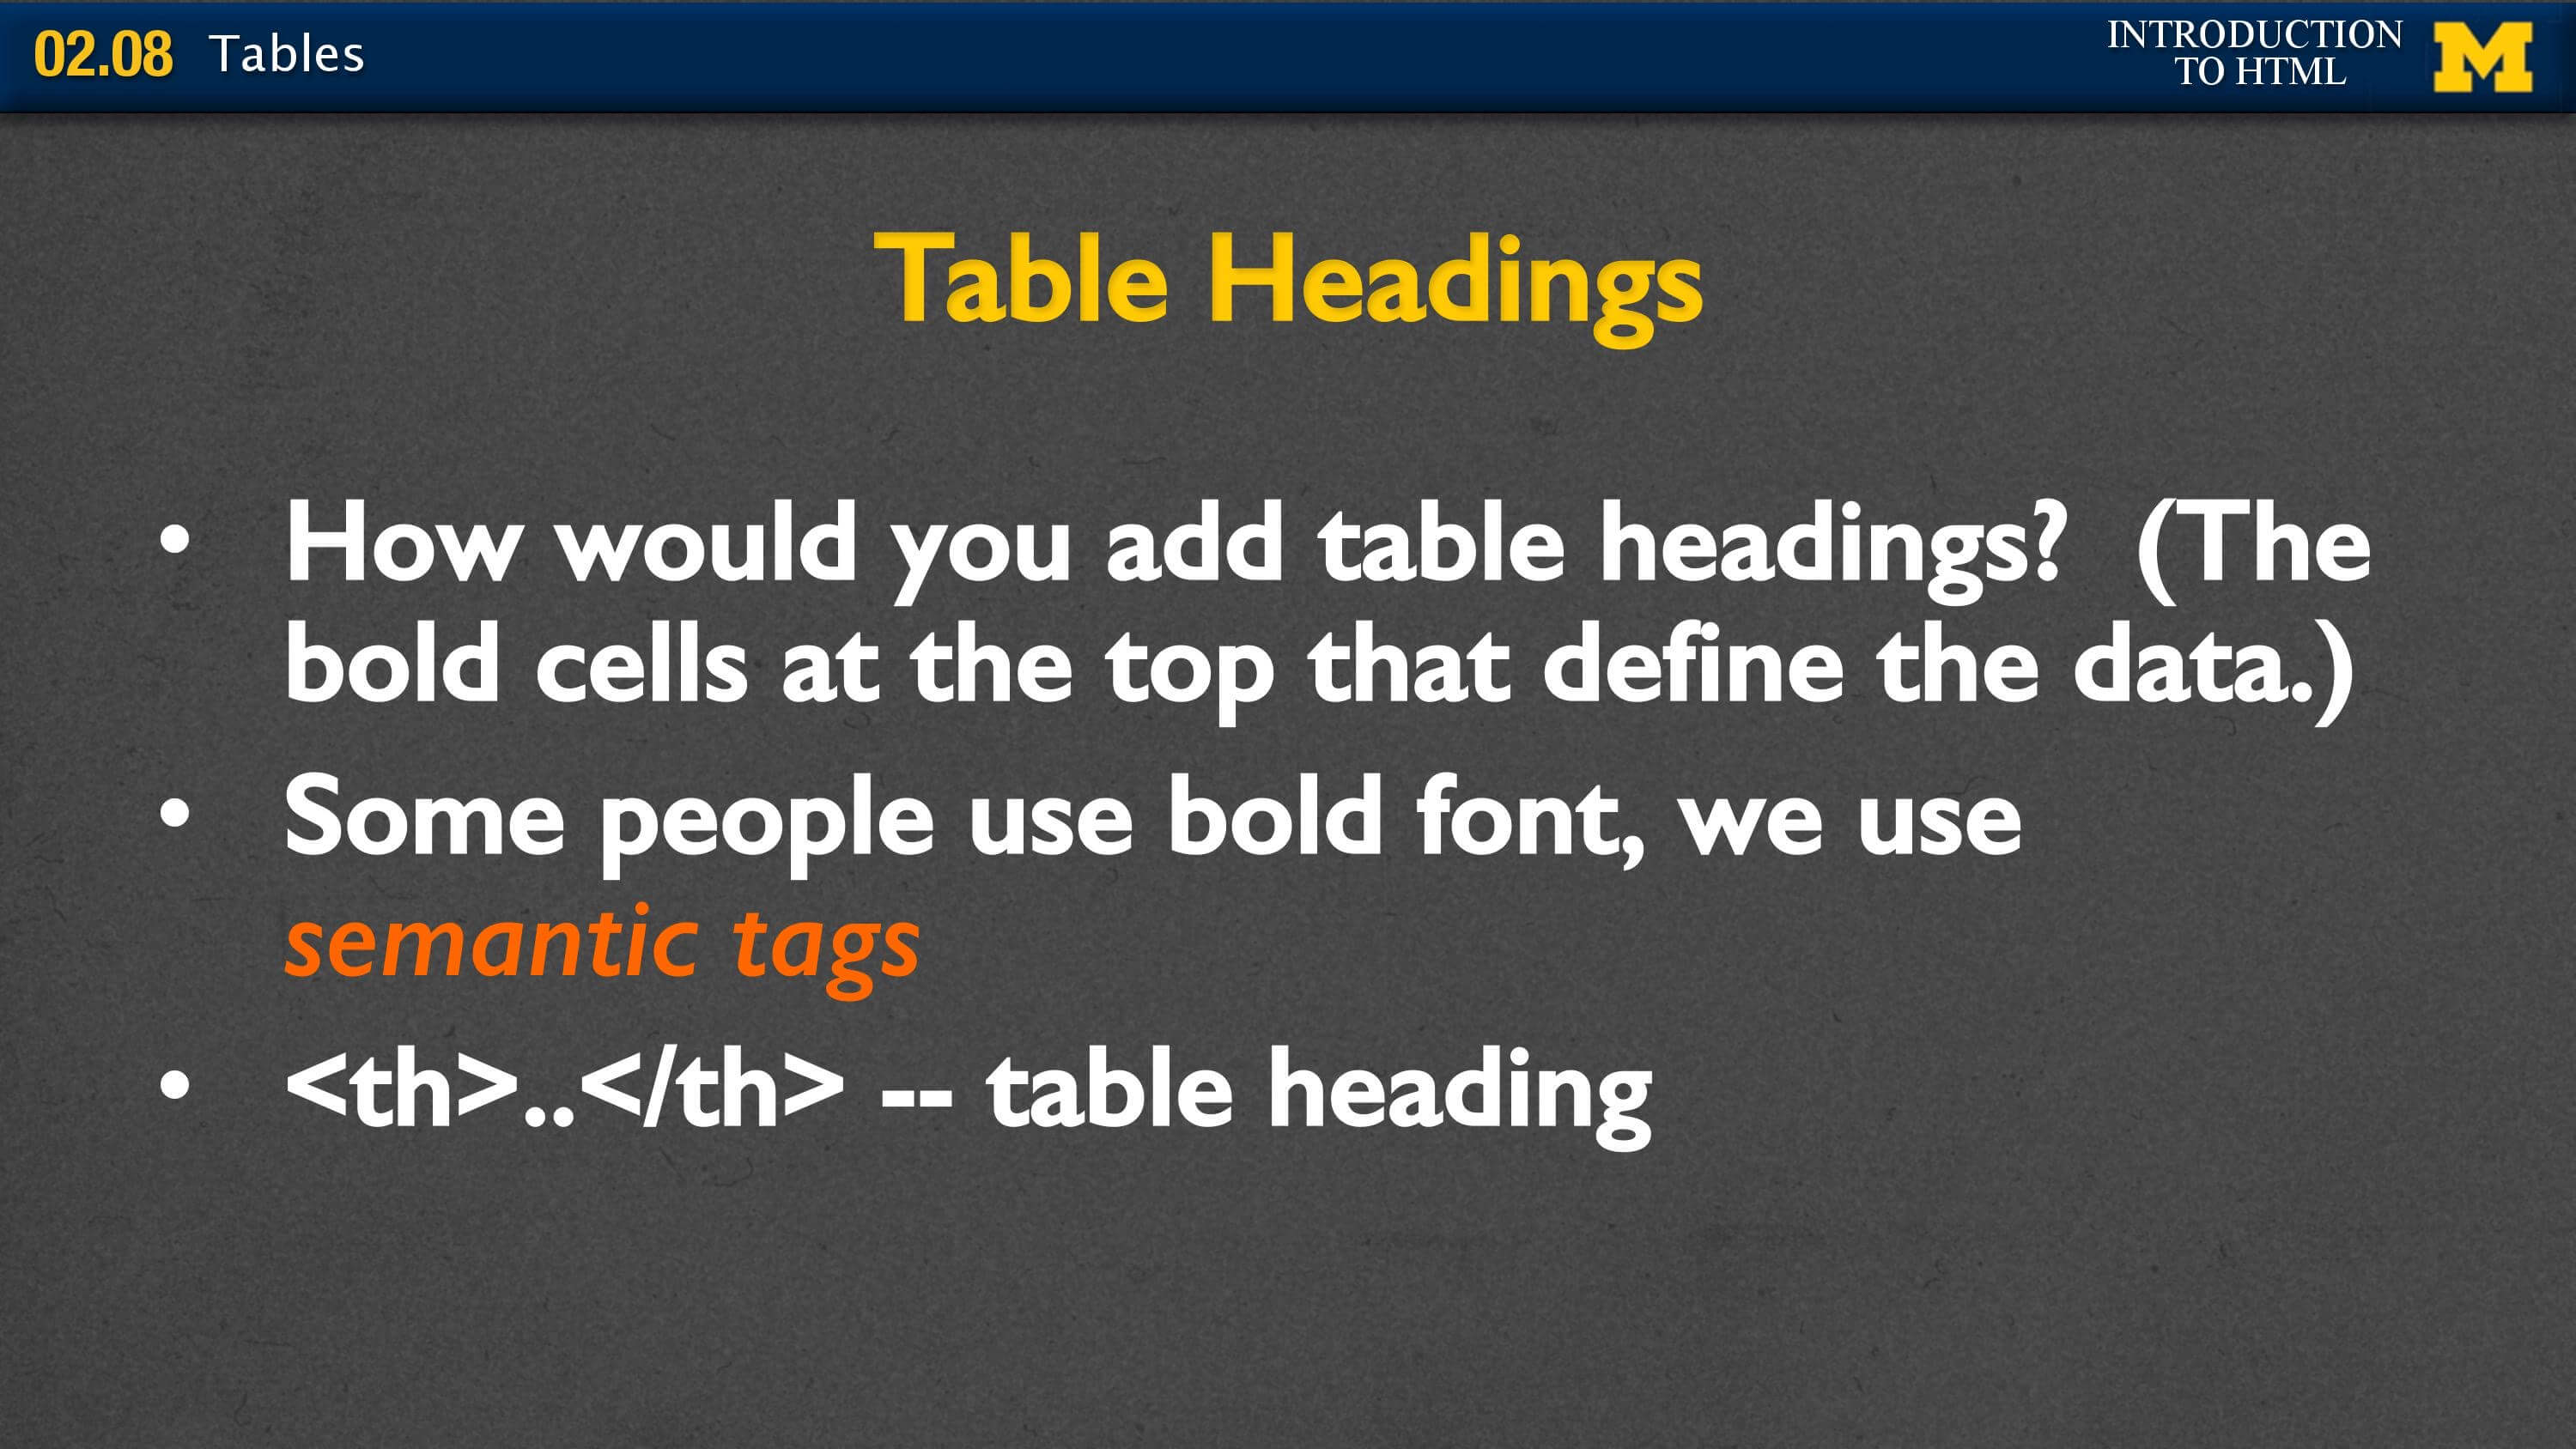 02.08 Tables
INTRODUCTION
TO HTML
M
Table Headings
• How would you add table headings?  (The
bold cells at the top that define the data.)
• Some people use bold font, we use
semantic tags
• <th>..</th> -- table heading